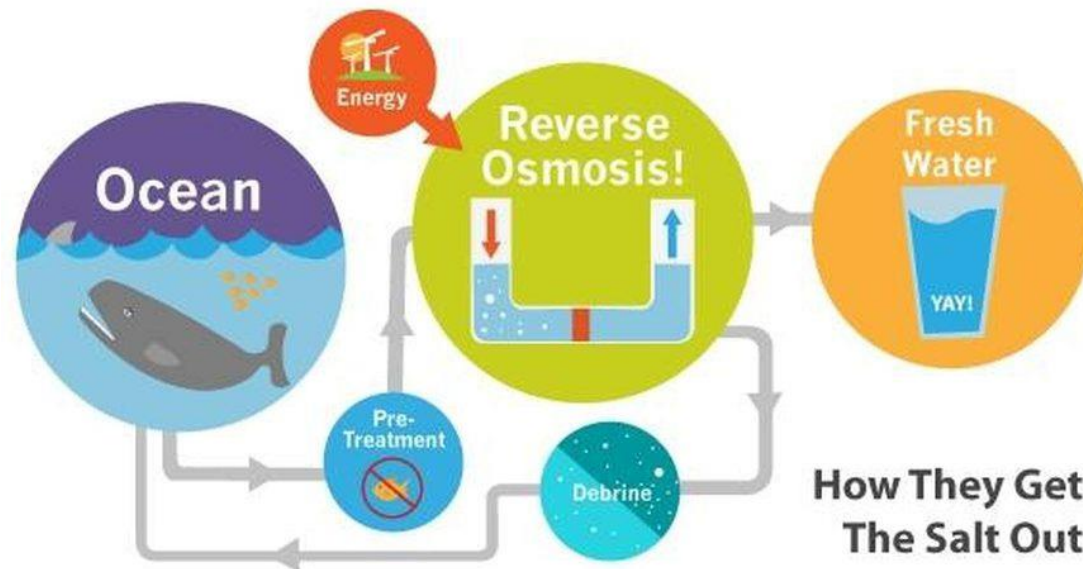 Energy
Ocean
Reverse
Osmosis!
Fresh
Water
YAY!
Pre-
Treatment
Debrine
How They Get
The Salt Out